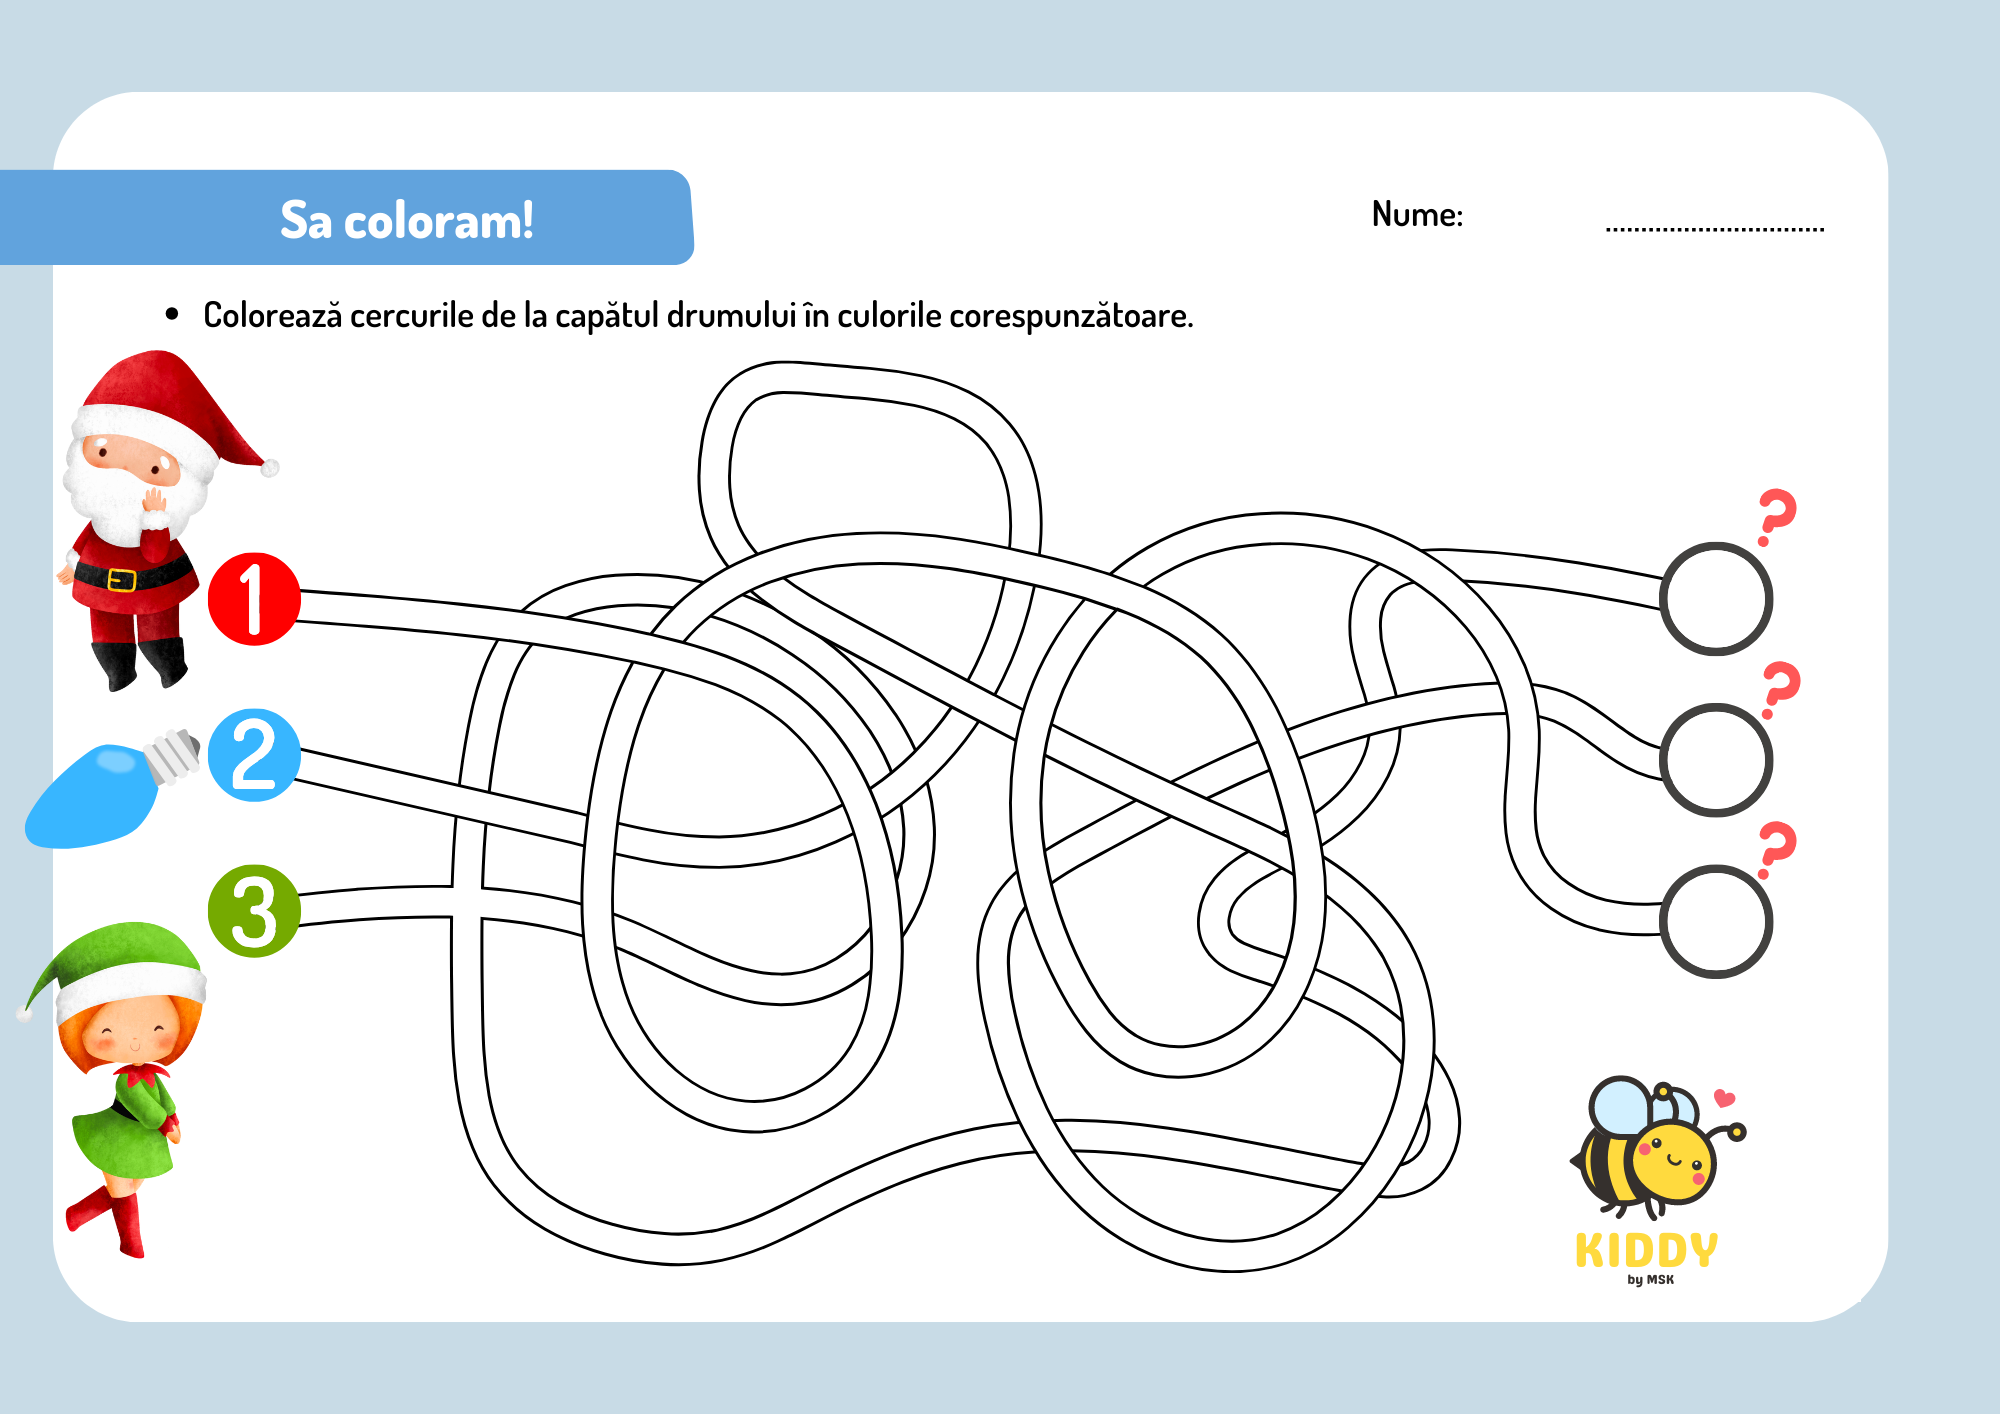 Sa coloram!
Nume: ...............................
• Colorează cercurile de la capătul drumului în culorile corespunzătoare.
?
1
?
2
?
3
KIDDY
by MSK